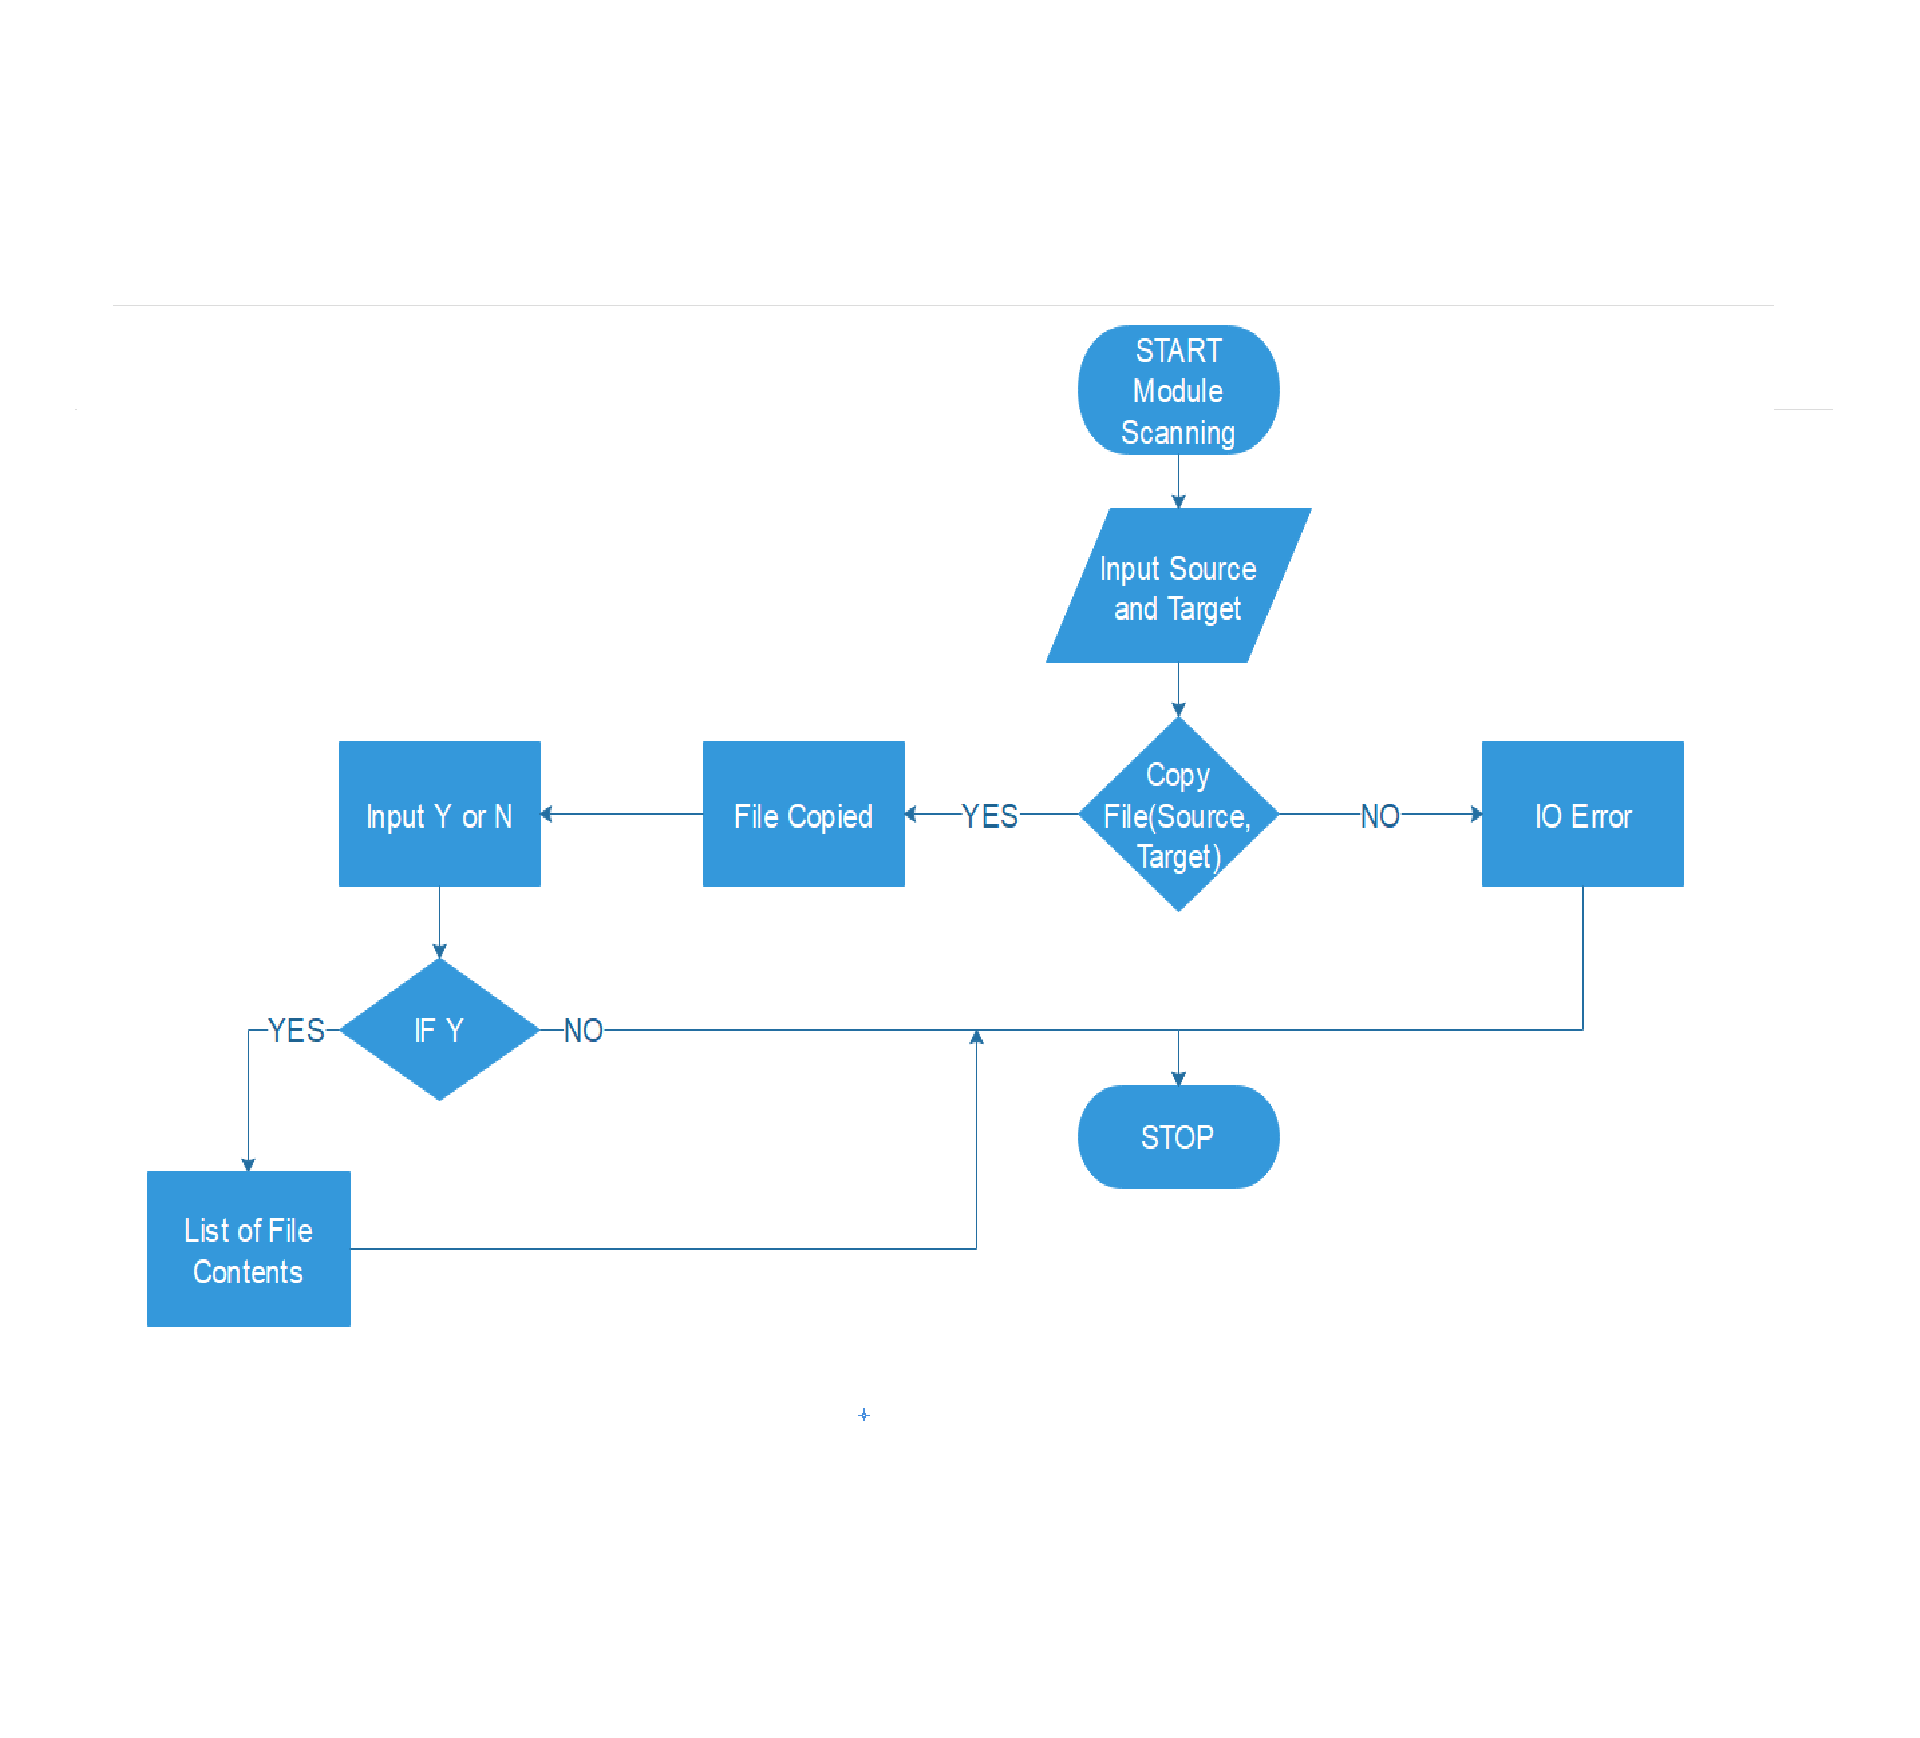 START
Module
Scanning
Input Source
and Target
Input Y or N
File Copied
YES
Copy
File(Source,
Target)
NO
IO Error
YES
IF Y
NO
STOP
List of File
Contents